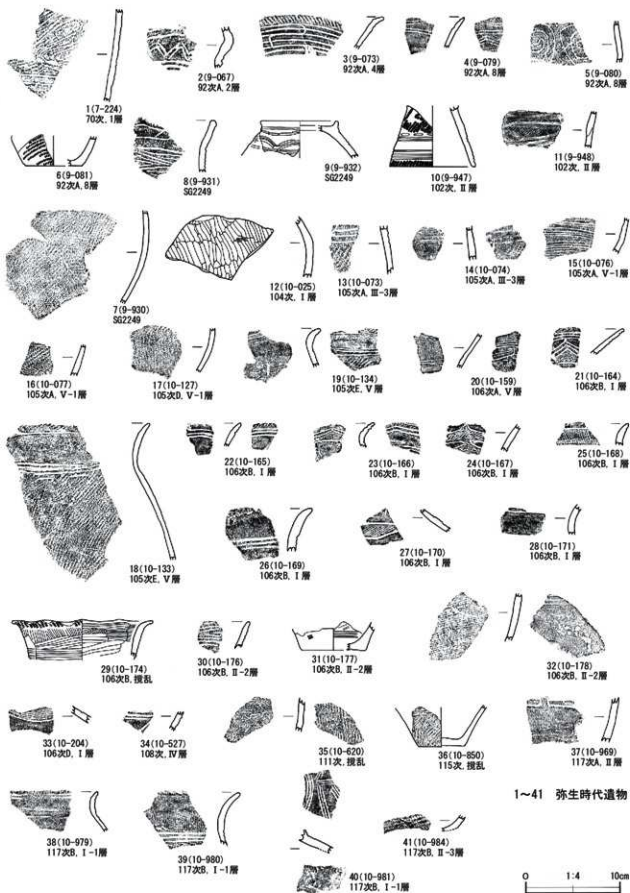 1(7-224)
70次,1層
2(9-067)
92次A,2層
3(9-073)
92次A,4層
4(9-079)
92次A,8層
5(9-080)
92次A,8層
6(9-081)
92次A,8層
8(9-931)
SG2249
9(9-932)
SG2249
10(9-947)
102次,Ⅱ層
11(9-948)
102次,Ⅱ層
7(9-930)
SG2249
12(10-025)
104次,Ⅰ層
13(10-073)
105次A,Ⅲ-3層
14(10-074)
105次A,Ⅲ-3層
15(10-076)
105次A,Ⅴ-1層
16(10-077)
105次A,Ⅴ-1層
17(10-127)
105次D,Ⅴ-1層
19(10-134)
105次E,Ⅴ層
20(10-159)
106次A,Ⅴ層
21(10-164)
106次B,Ⅰ層
18(10-133)
105次E,Ⅴ層
22(10-165)
106次B,Ⅰ層
23(10-166)
106次B,Ⅰ層
24(10-167)
106次B,Ⅰ層
25(10-168)
106次B,Ⅰ層
26(10-169)
106次B,Ⅰ層
27(10-170)
106次B,Ⅰ層
28(10-171)
106次B,Ⅰ層
29(10-174)
106次B,撹乱
30(10-176)
106次B,Ⅱ-2層
31(10-177)
106次B,Ⅱ-2層
32(10-178)
106次B,Ⅱ-2層
33(10-204)
106次D,Ⅰ層
34(10-527)
108次,Ⅳ層
35(10-620)
111次,撹乱
36(10-850)
115次,撹乱
37(10-969)
117次A,Ⅱ層
38(10-979)
117次B,Ⅰ-1層
39(10-980)
117次B,Ⅰ-1層
40(10-981)
117次B,Ⅰ-1層
41(10-984)
117次B,Ⅱ-3層
1～41 弥生時代遺物
0 1:4 10cm